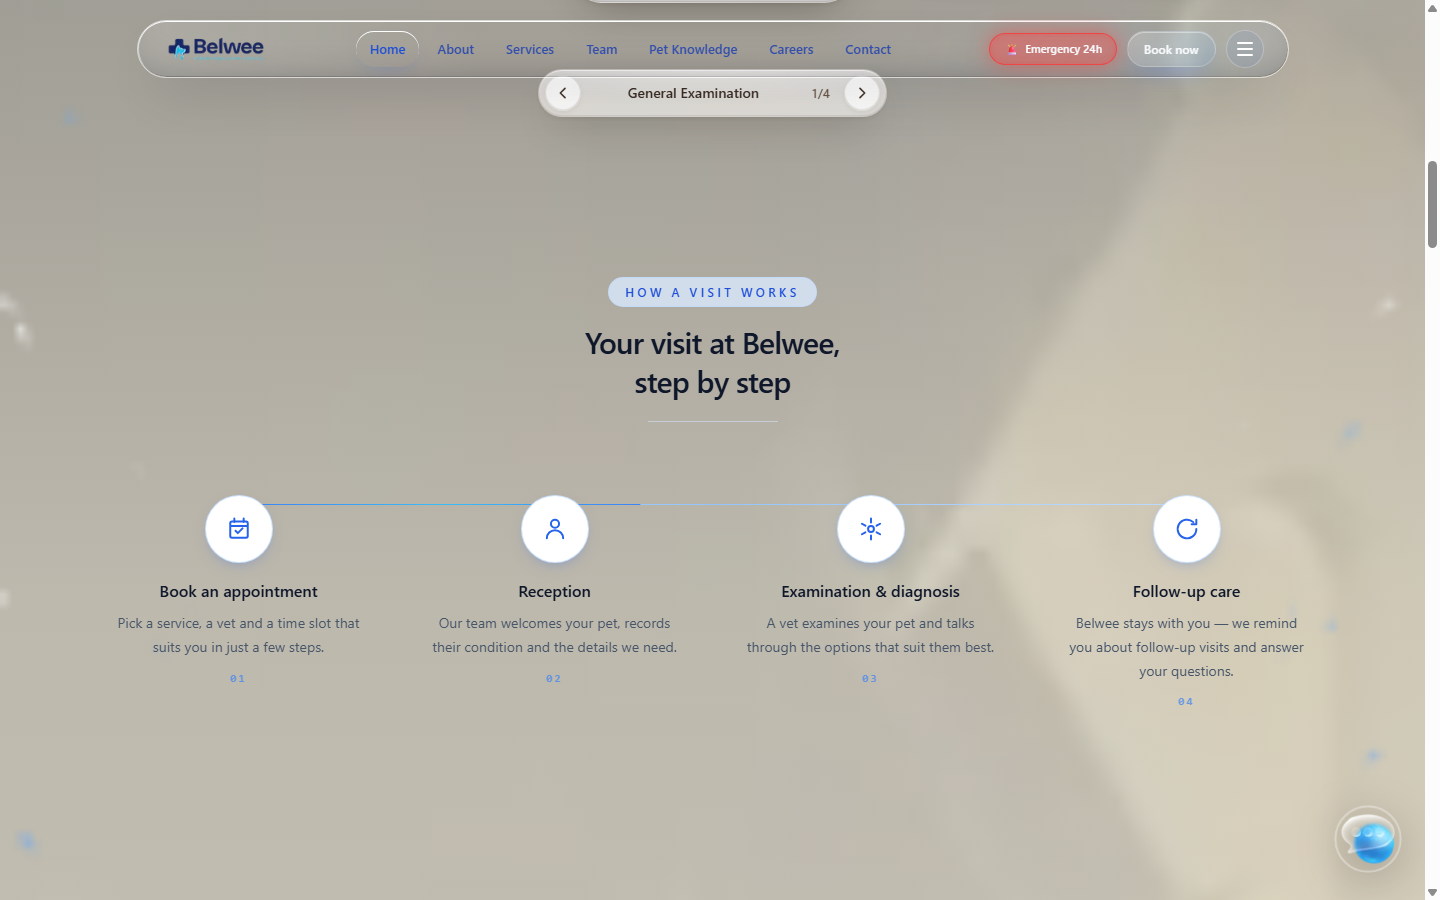 Belwee
Home
About
Services
Team
Pet Knowledge
Careers
Contact
Emergency 24h
Book now
General Examination
1/4
HOW A VISIT WORKS
Your visit at Belwee,
step by step
Book an appointment
Pick a service, a vet and a time slot that
suits you in just a few steps.
01
Reception
Our team welcomes your pet, records
their condition and the details we need.
02
Examination & diagnosis
A vet examines your pet and talks
through the options that suit them best.
03
Follow-up care
Belwee stays with you — we remind
you about follow-up visits and answer
your questions.
04